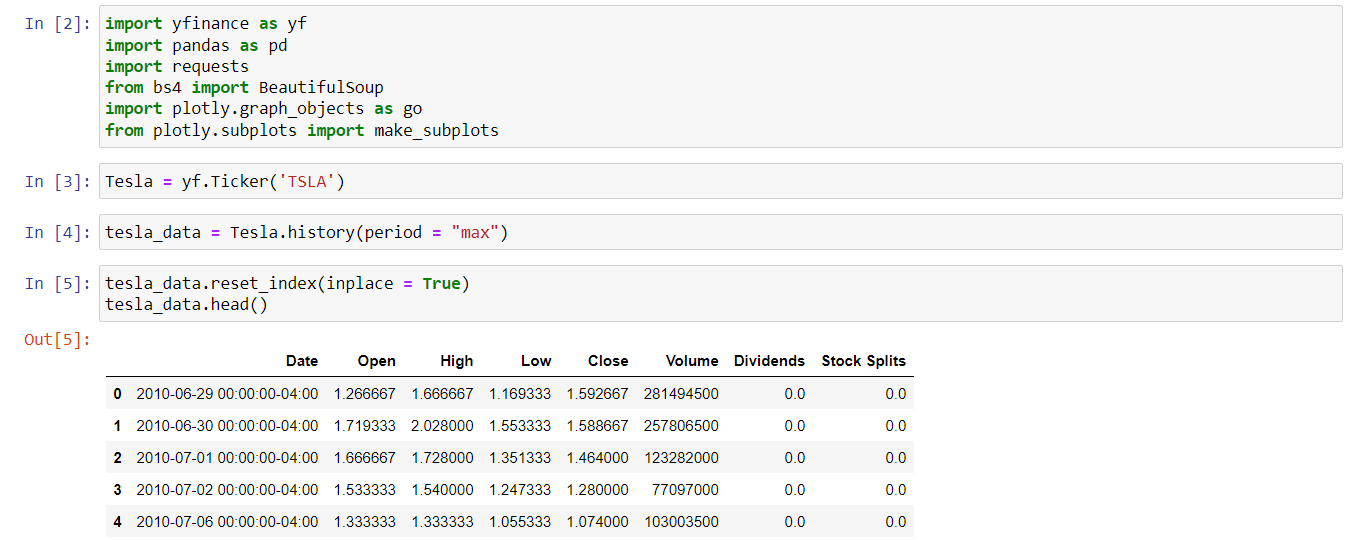 In [2]: import yfinance as yf
import pandas as pd
import requests
from bs4 import BeautifulSoup
import plotly.graph_objects as go
from plotly.subplots import make_subplots
In [3]: Tesla = yf.Ticker('TSLA')
In [4]: tesla_data = Tesla.history(period = "max")
In [5]: tesla_data.reset_index(inplace = True)
tesla_data.head()
Out[5]:
Date Open High Low Close Volume Dividends Stock Splits
0 2010-06-29 00:00:00-04:00 1.266667 1.666667 1.169333 1.592667 281494500 0.0 0.0
1 2010-06-30 00:00:00-04:00 1.719333 2.028000 1.553333 1.588667 257806500 0.0 0.0
2 2010-07-01 00:00:00-04:00 1.666667 1.728000 1.351333 1.464000 123282000 0.0 0.0
3 2010-07-02 00:00:00-04:00 1.533333 1.540000 1.247333 1.280000 77097000 0.0 0.0
4 2010-07-06 00:00:00-04:00 1.333333 1.333333 1.055333 1.074000 103003500 0.0 0.0